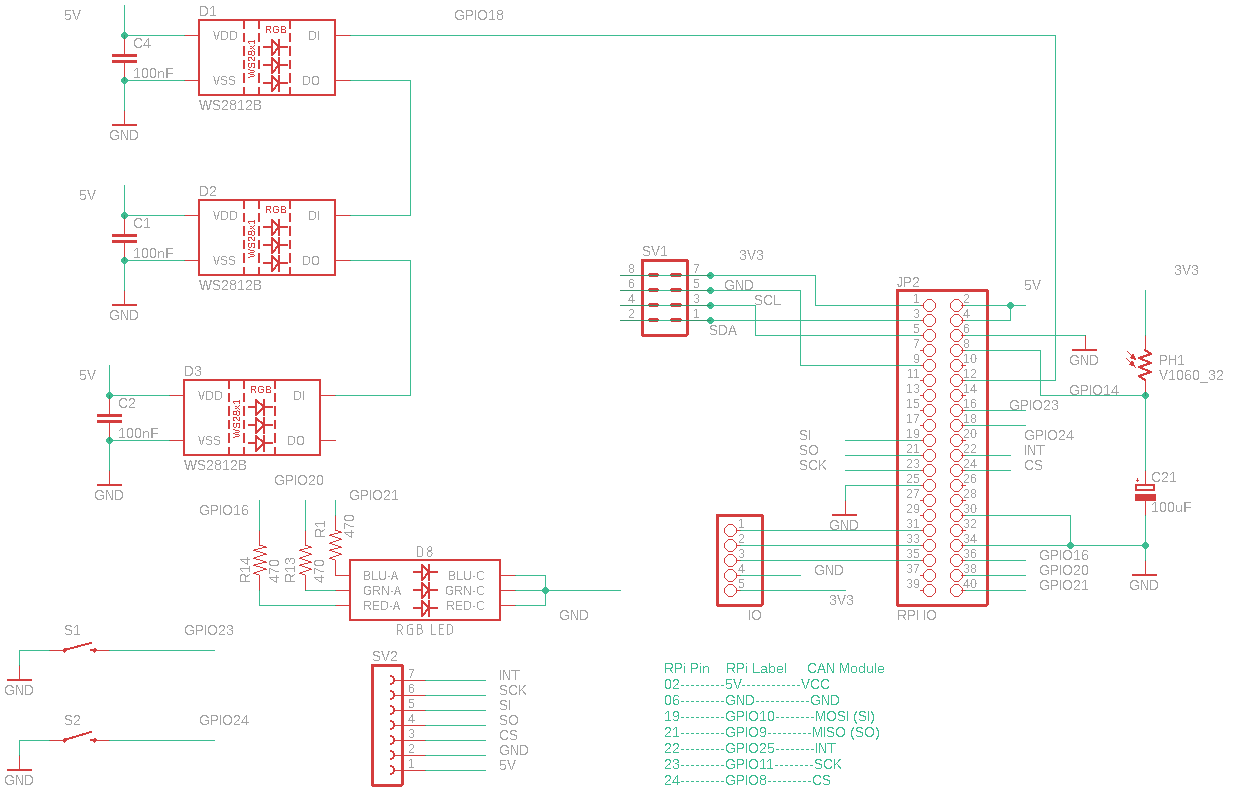 5V
D1
GPIO18
VDD
RGB
WS28x1
DI
C4
100nF
VSS
DO
WS2812B
GND
5V
D2
VDD
RGB
WS28x1
DI
C1
100nF
VSS
DO
WS2812B
GND
5V
D3
VDD
RGB
WS28x1
DI
C2
100nF
VSS
DO
WS2812B
GND
SV1
8 7
6 5
4 3
2 1
3V3
GND
SCL
SDA
JP2
1 2
3 4
5 6
7 8
9 10
11 12
13 14
15 16
17 18
19 20
21 22
23 24
25 26
27 28
29 30
31 32
33 34
35 36
37 38
39 40
RPI IO
5V
GND
GPIO14
GPIO23
GPIO24
INT
CS
GPIO16
GPIO20
GPIO21
SI
SO
SCK
GND
3V3
PH1
V1060_32
C21
100uF
GND
GPIO20
GPIO21
GPIO16
R14
470
R13
470
R1
470
D8
BLU-A BLU-C
GRN-A GRN-C
RED-A RED-C
RGB LED
GND
1
2
3
4
5
GND
3V3
IO
S1
GPIO23
GND
S2
GPIO24
GND
SV2
7 INT
6 SCK
5 SI
4 SO
3 CS
2 GND
1 5V
RPi Pin RPi Label CAN Module
02-------5V---------VCC
06-------GND---------GND
19-------GPIO10-------MOSI (SI)
21-------GPIO9-------MISO (SO)
22-------GPIO25------INT
23-------GPIO11-------SCK
24-------GPIO8--------CS